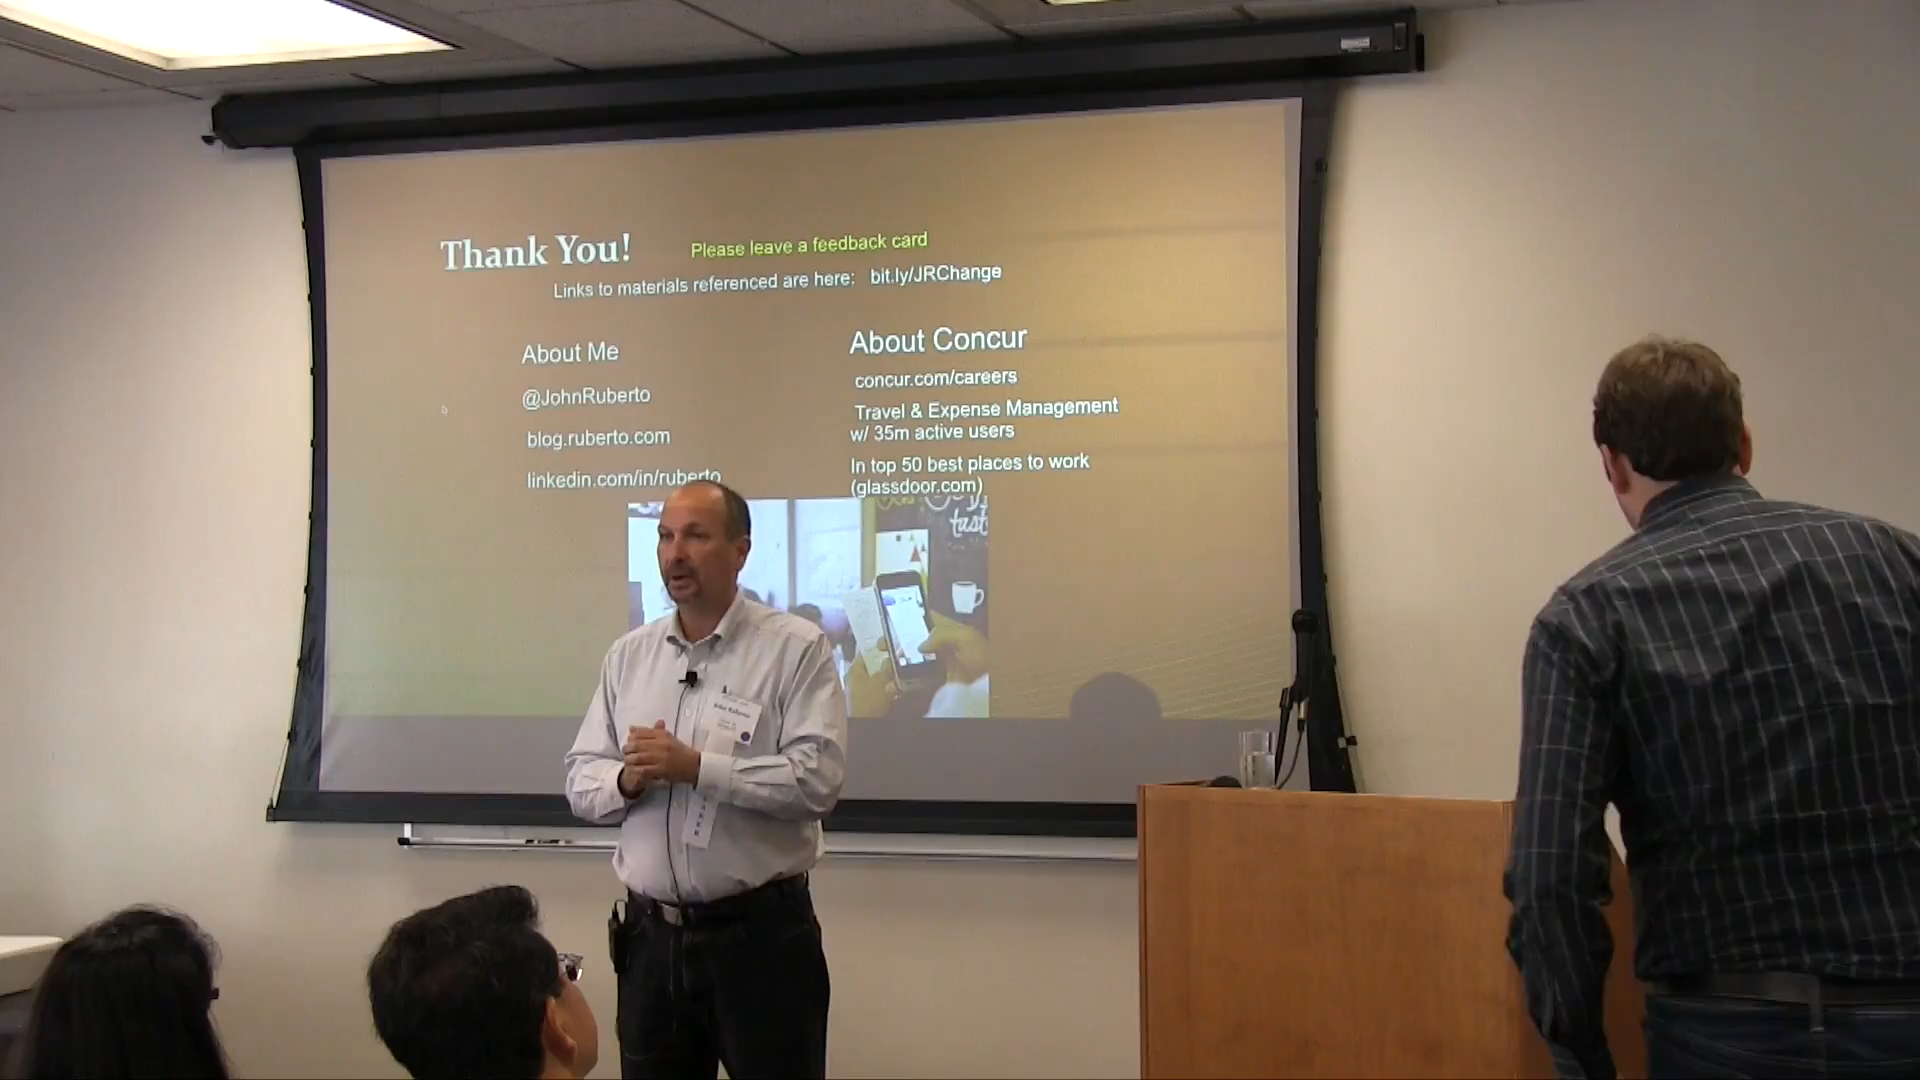 Thank You!
Please leave a feedback card
Links to materials referenced are here: bit.ly/JRChange
About Me
@JohnRuberto
blog.ruberto.com
linkedin.com/in/ruberto
About Concur
concur.com/careers
Travel & Expense Management
w/ 35m active users
In top 50 best places to work
(glassdoor.com)
John Ruberto